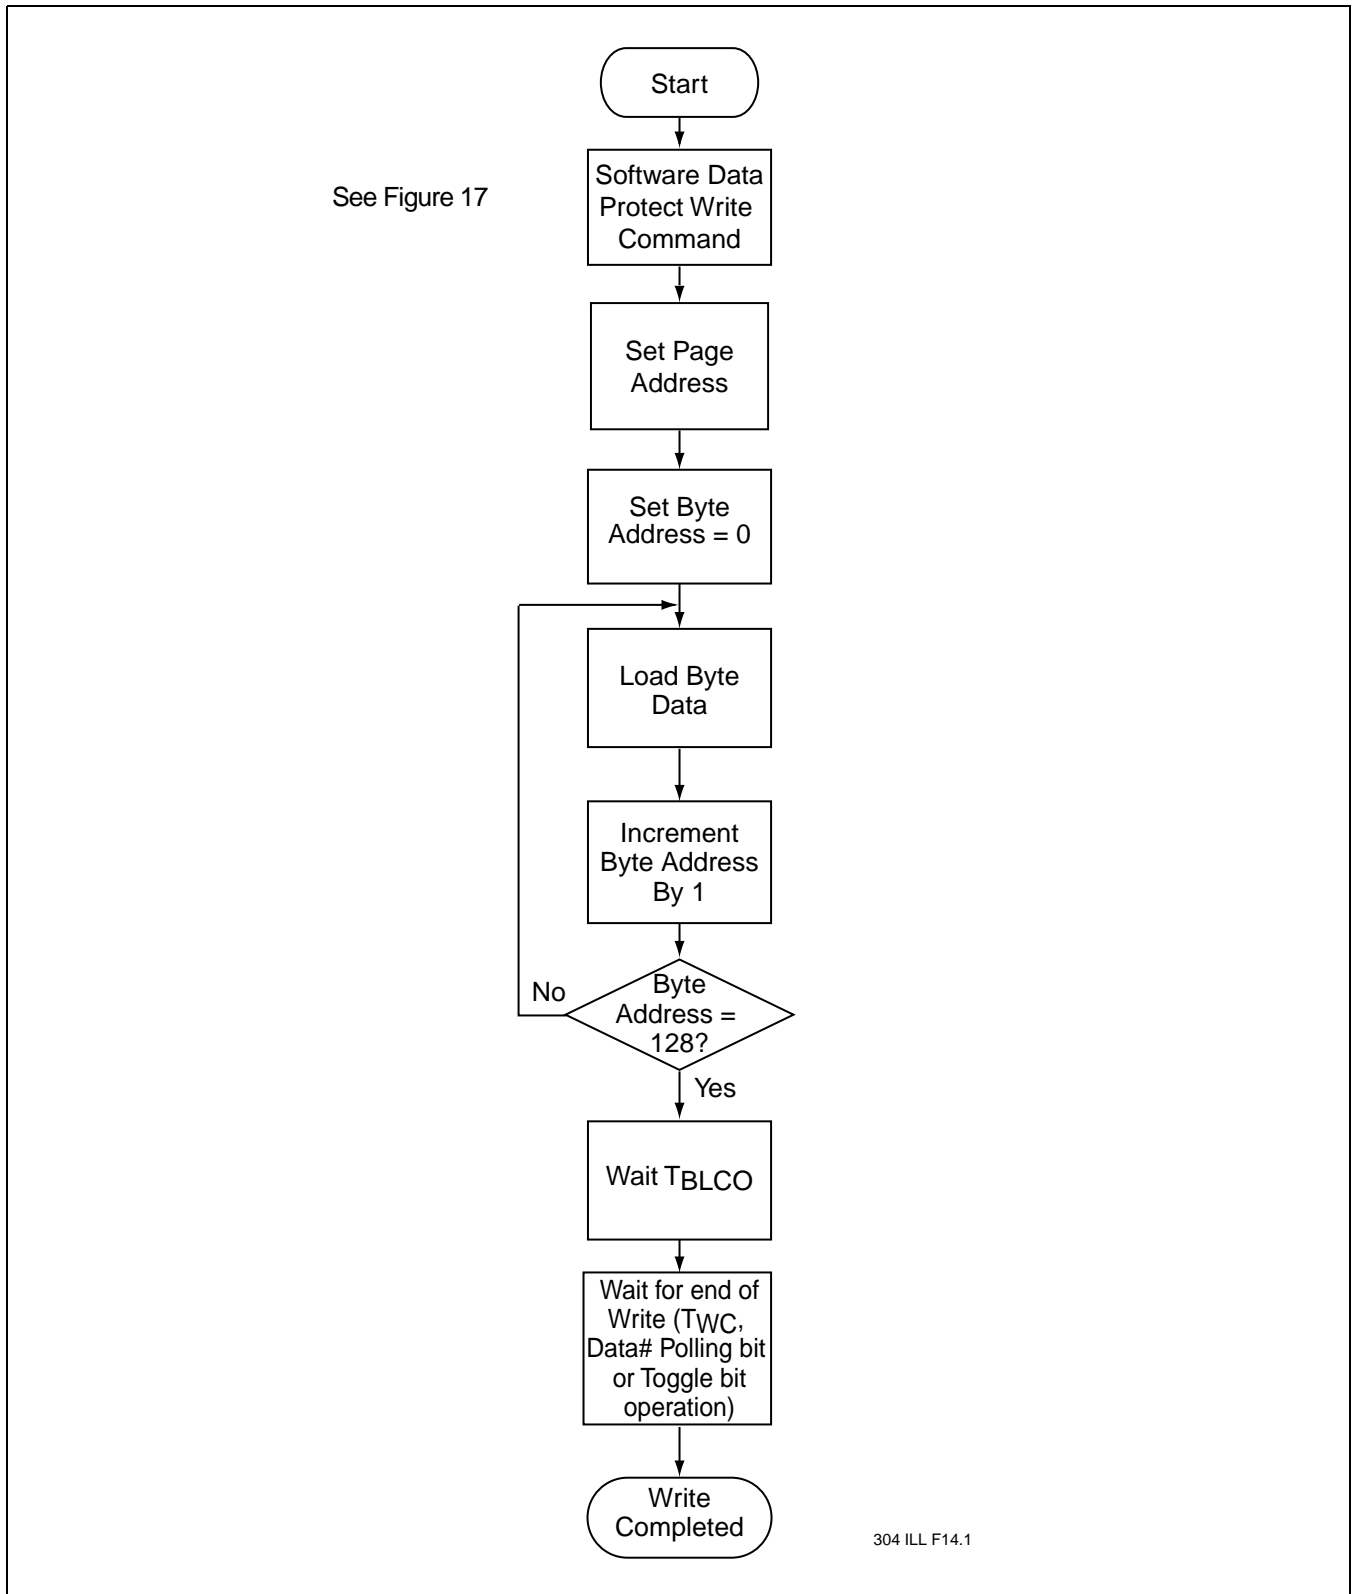 Start
See Figure 17
Software Data
Protect Write
Command
Set Page
Address
Set Byte
Address = 0
Load Byte
Data
Increment
Byte Address
By 1
No
Byte
Address =
128?
Yes
Wait TBLCO
Wait for end of
Write (TWC,
Data# Polling bit
or Toggle bit
operation)
Write
Completed
304 ILL F14.1